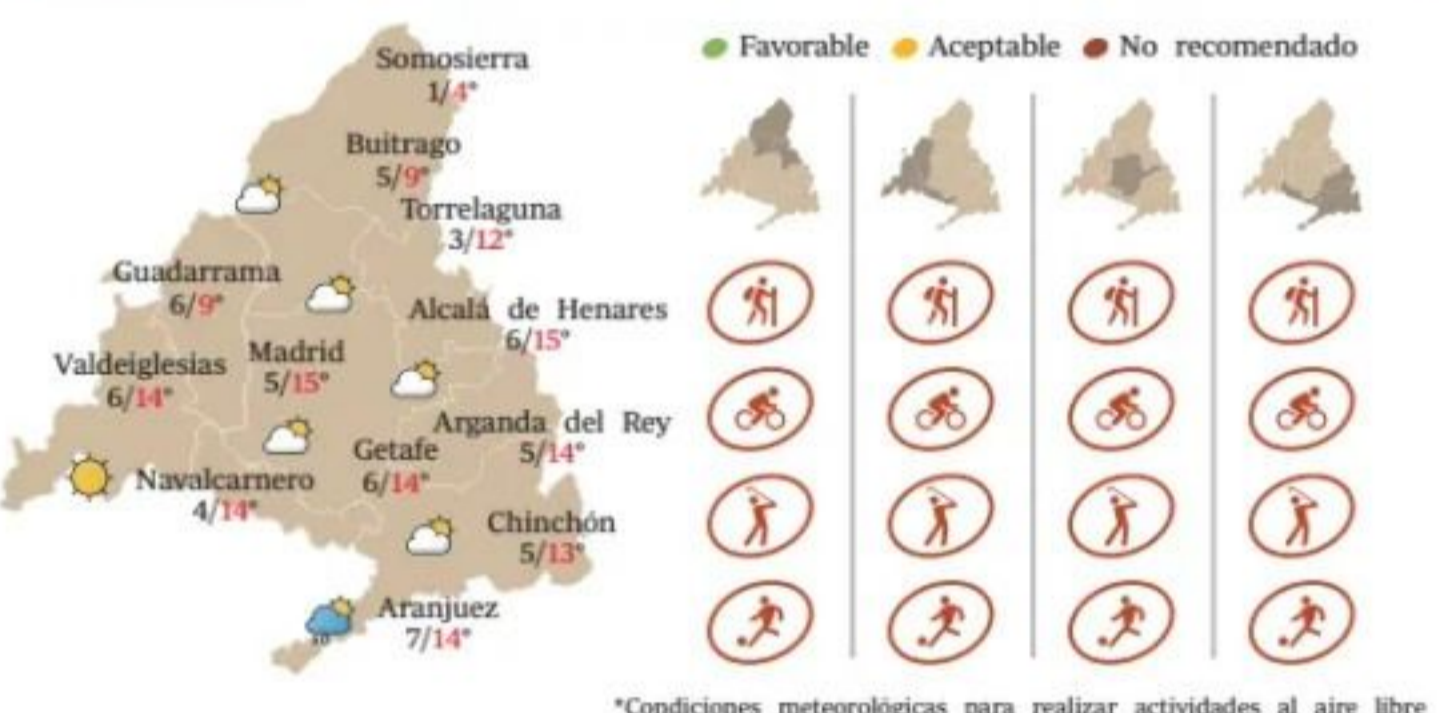 Somosierra
1/4°
Buitrago
5/9°
Torrelaguna
3/12°
Guadarrama
6/9°
Alcalá de Henares
6/15°
Valdeiglesias
6/14°
Madrid
5/15°
Arganda del Rey
5/14°
Getafe
6/14°
Navalcarnero
4/14°
Chinchón
5/13°
Aranjuez
7/14°
Favorable Aceptable No recomendado
*Condiciones meteorológicas para realizar actividades al aire libre